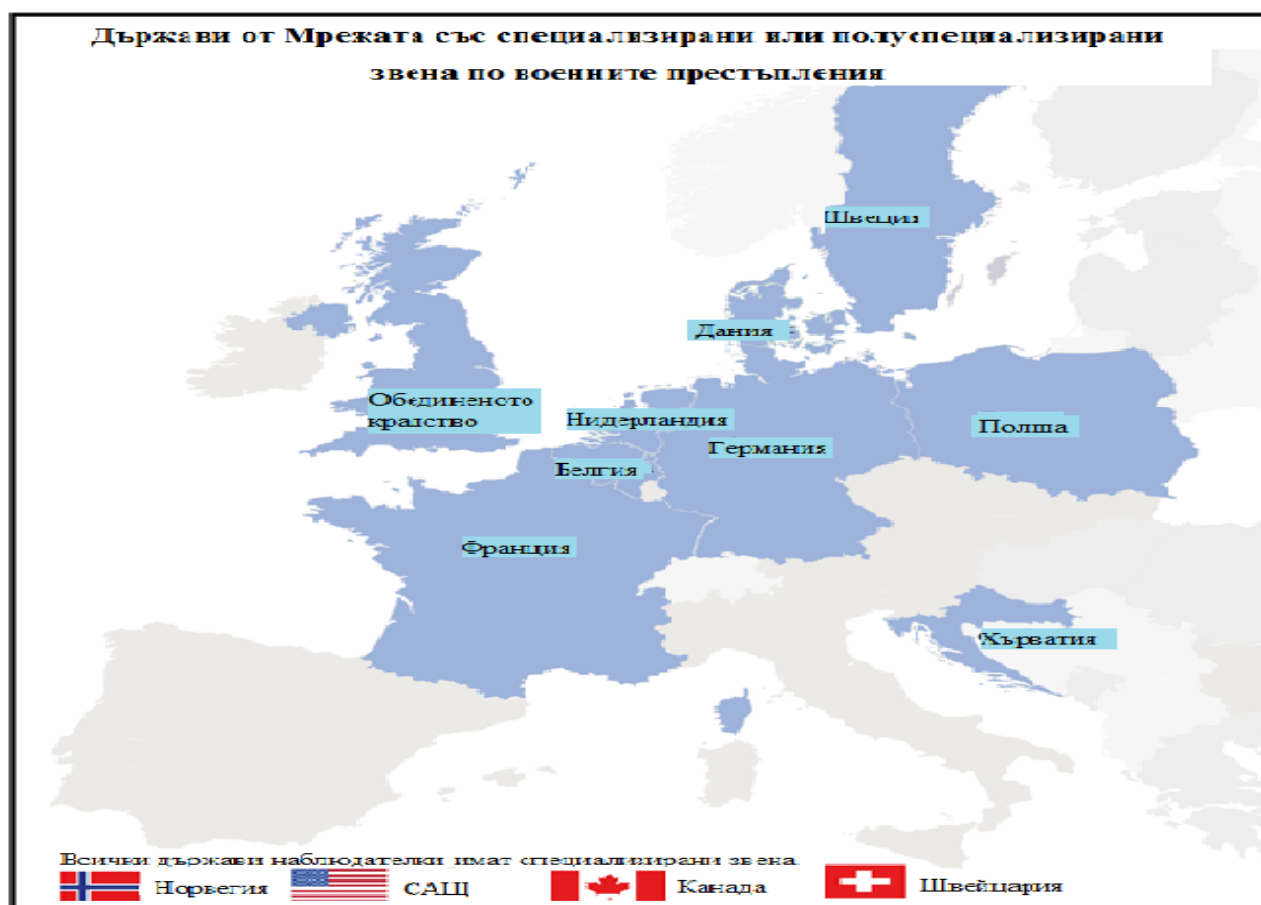 Държави от Мрежата със специализирани или полуспециализирани
звена по военните престъпления
Швеция
Дания
Обединеното
кралство
Нидерландия
Полша
Германия
Белгия
Франция
Хърватия
Всички държави наблюдателки имат специализирани звена
Норвегия САЩ Канада Швейцария